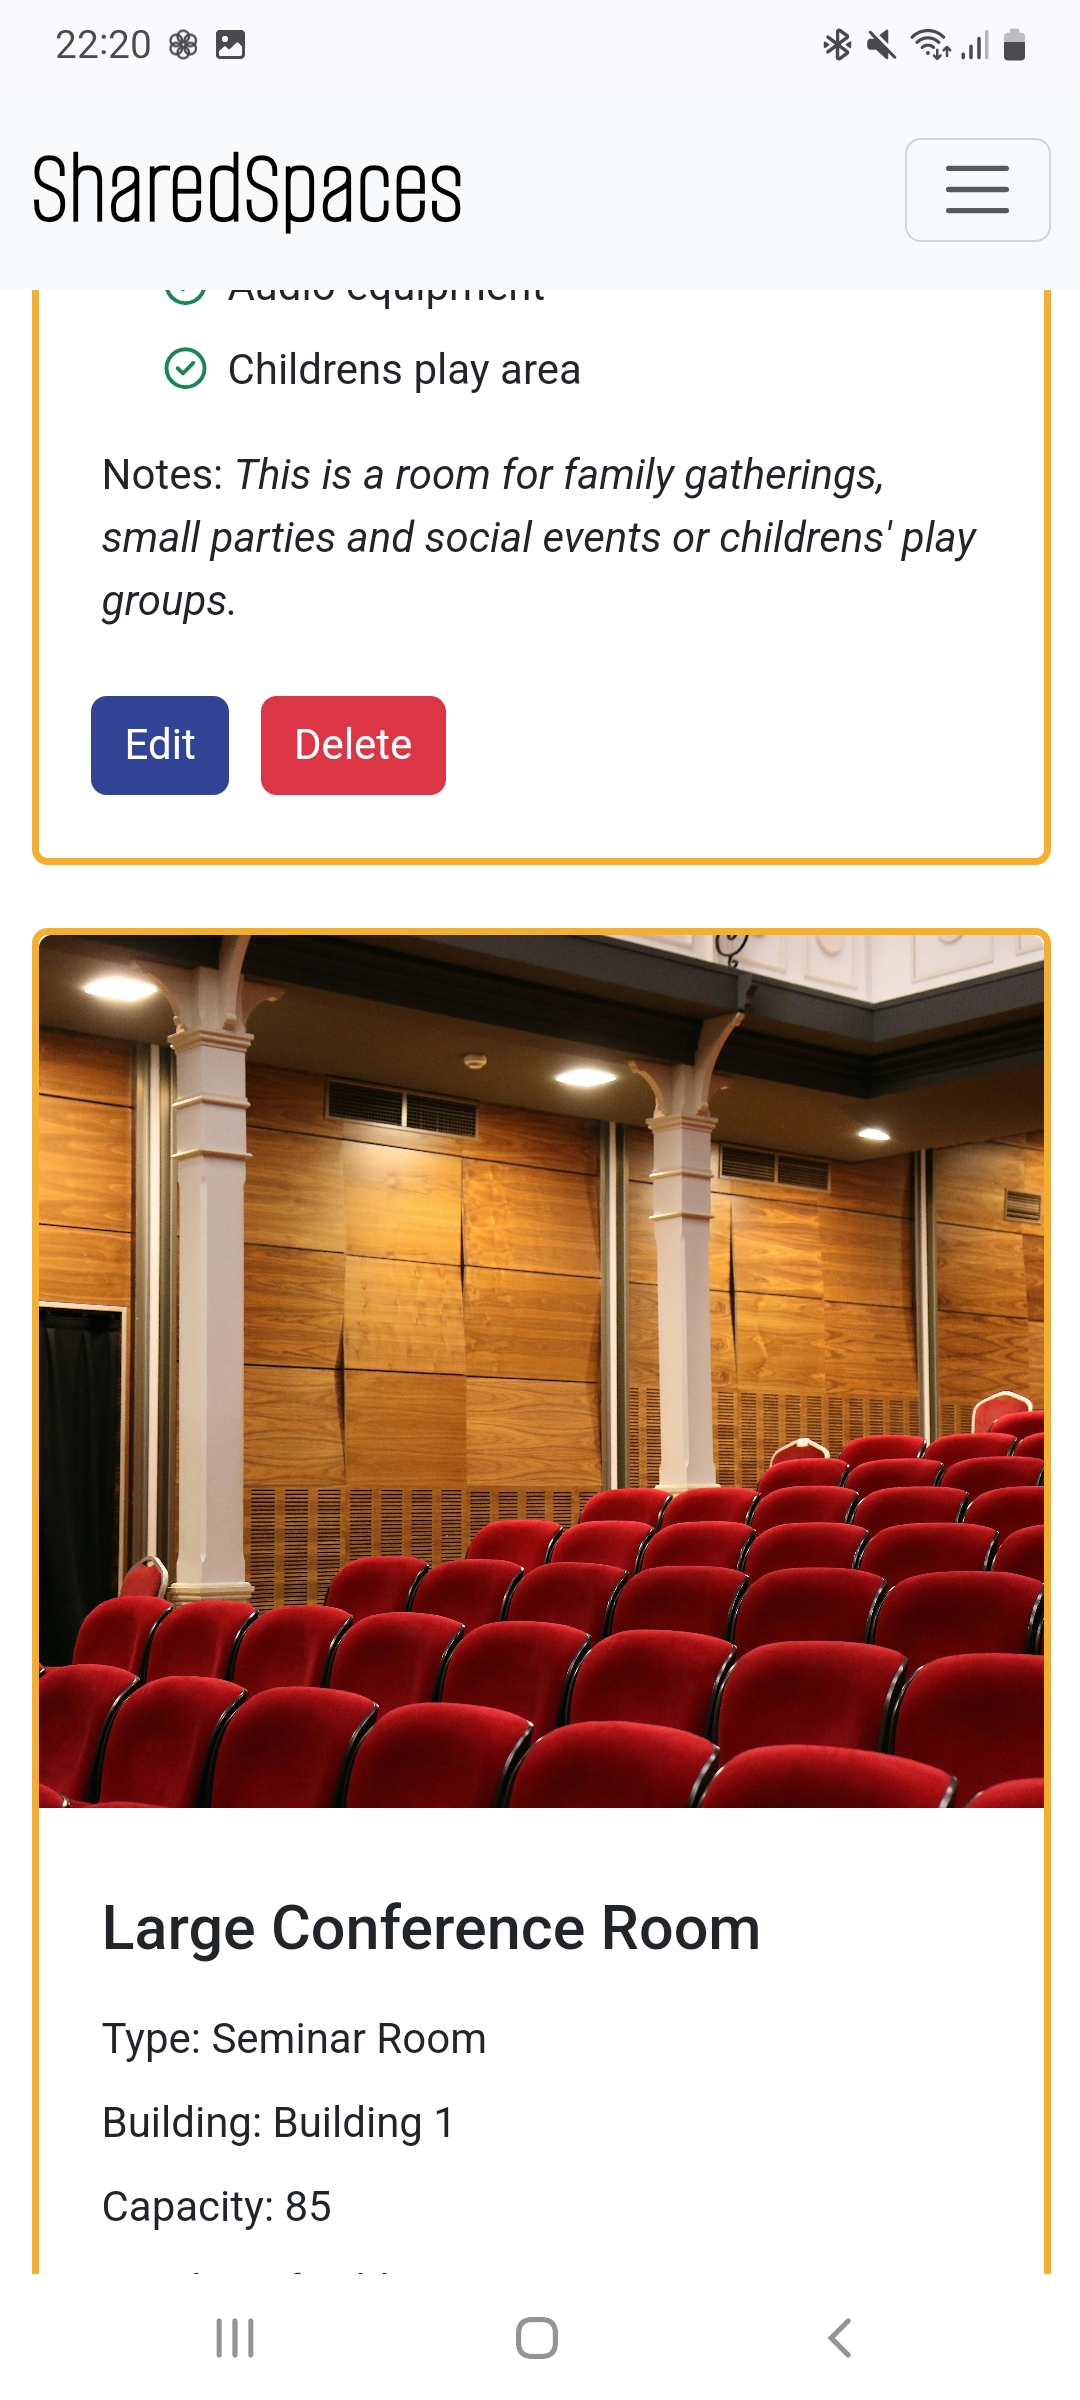 22:20
SharedSpaces
Audio equipment
Childrens play area
Notes: This is a room for family gatherings,
small parties and social events or childrens' play
groups.
Edit
Delete
Large Conference Room
Type: Seminar Room
Building: Building 1
Capacity: 85